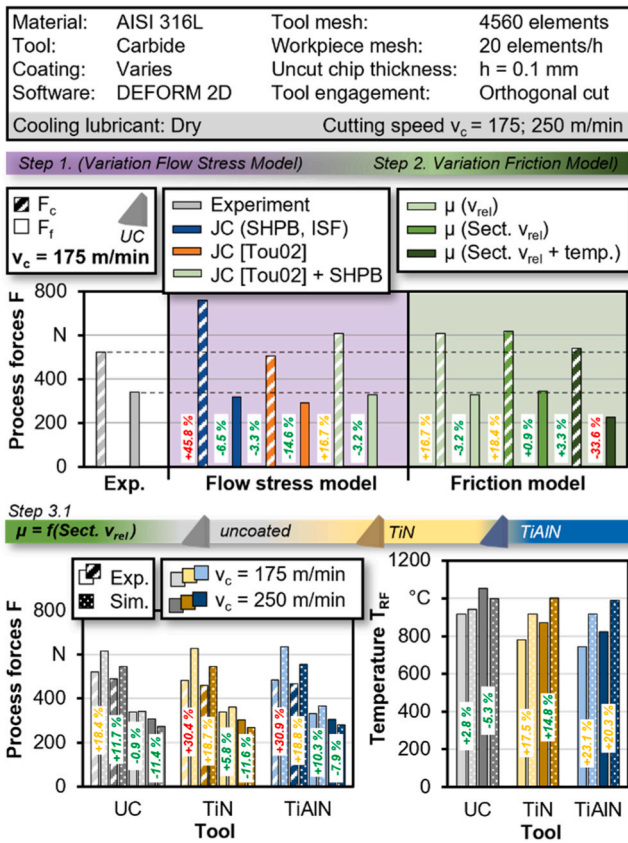 Material: AISI 316L Tool mesh: 4560 elements
Tool: Carbide Workpiece mesh: 20 elements/h
Coating: Varies Uncut chip thickness: h = 0.1 mm
Software: DEFORM 2D Tool engagement: Orthogonal cut
Cooling lubricant: Dry Cutting speed vc = 175; 250 m/min
Step 1. (Variation Flow Stress Model) Step 2. Variation Friction Model)
Fc
Ff
UC
vc = 175 m/min
Experiment
JC (SHPB, ISF)
JC [Tou02]
JC [Tou02] + SHPB
μ (vrel)
μ (Sect. vrel)
μ (Sect. vrel + temp.)
Process forces F
800
N
400
200
0
+45.8 %
-6.5 %
-3.3 %
-14.6 %
+16.7 %
-3.2 %
+16.7 %
-3.2 %
+18.4 %
+0.9 %
+3.3 %
-33.6 %
Exp. Flow stress model Friction model
Step 3.1
μ = f(Sect. vrel) uncoated TiN TiAlN
Exp.
Sim.
vc = 175 m/min
vc = 250 m/min
Process forces F
800
N
400
200
0
+18.4 %
+11.7 %
-0.9 %
-11.4 %
+30.4 %
+18.7 %
+5.8 %
-11.6 %
+30.9 %
+18.8 %
+10.3 %
-7.9 %
UC TiN TiAlN
Tool
Temperature TRF
1200
°C
800
600
400
200
0
+2.8 %
-5.3 %
+17.5 %
+14.8 %
+23.1 %
+20.3 %
UC TiN TiAlN
Tool